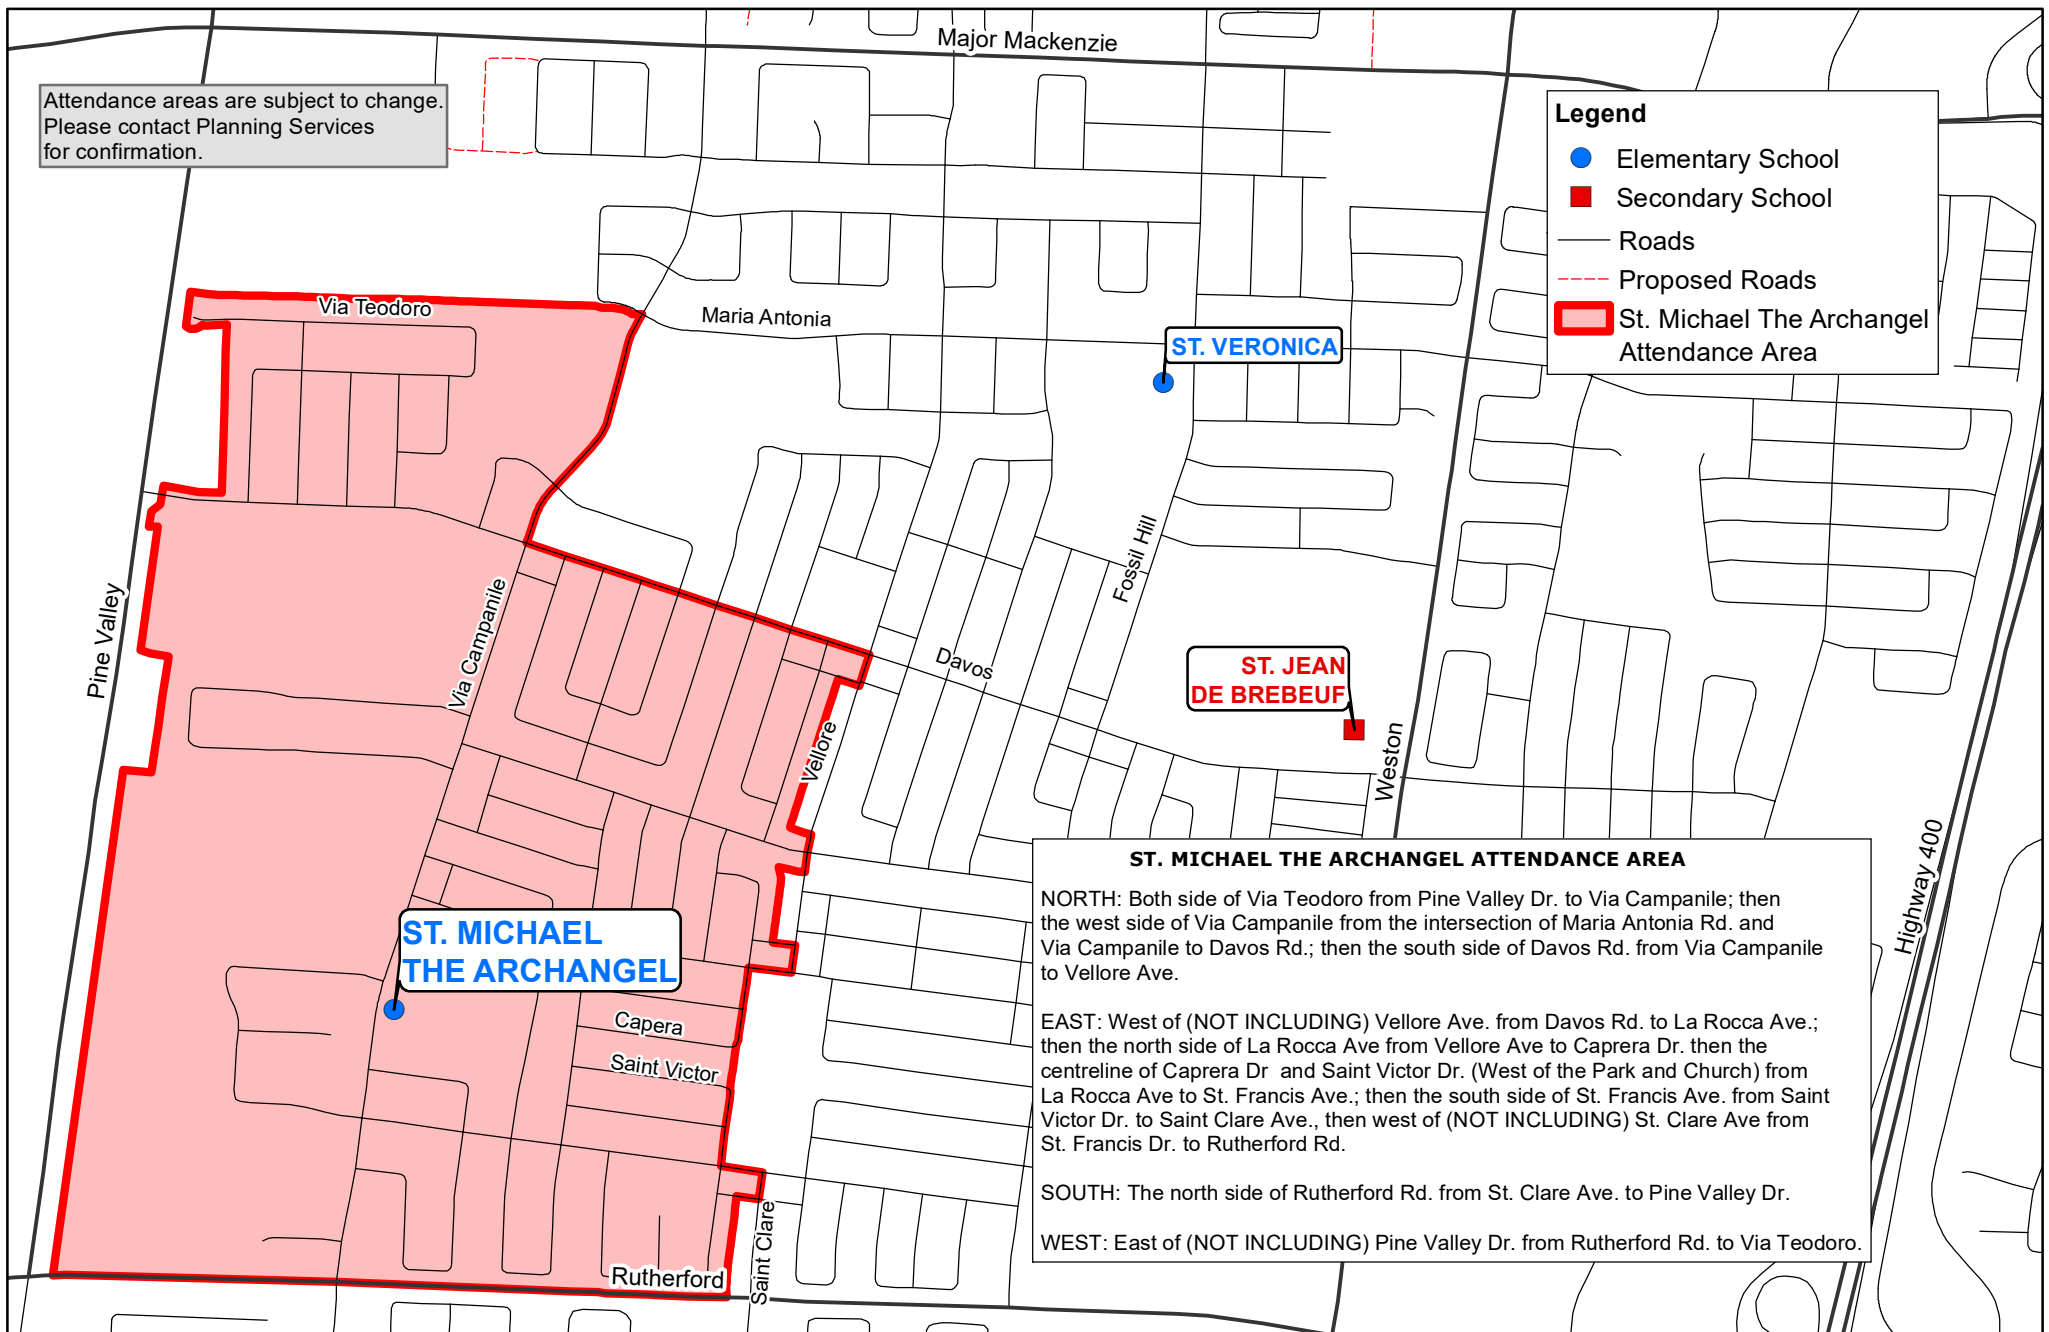 Major Mackenzie
Attendance areas are subject to change.
Please contact Planning Services
for confirmation.
Legend
Elementary School
Secondary School
Roads
Proposed Roads
St. Michael The Archangel
Attendance Area
Via Teodoro
Maria Antonia
ST. VERONICA
Fossil Hill
Pine Valley
Via Campanile
Davos
ST. JEAN
DE BREBEUF
Vellore
Weston
Highway 400
ST. MICHAEL
THE ARCHANGEL
Capera
Saint Victor
Saint Clare
Rutherford
ST. MICHAEL THE ARCHANGEL ATTENDANCE AREA
NORTH: Both side of Via Teodoro from Pine Valley Dr. to Via Campanile; then
the west side of Via Campanile from the intersection of Maria Antonia Rd. and
Via Campanile to Davos Rd.; then the south side of Davos Rd. from Via Campanile
to Vellore Ave.
EAST: West of (NOT INCLUDING) Vellore Ave. from Davos Rd. to La Rocca Ave.;
then the north side of La Rocca Ave from Vellore Ave to Caprera Dr. then the
centreline of Caprera Dr  and Saint Victor Dr. (West of the Park and Church) from
La Rocca Ave to St. Francis Ave.; then the south side of St. Francis Ave. from Saint
Victor Dr. to Saint Clare Ave., then west of (NOT INCLUDING) St. Clare Ave from
St. Francis Dr. to Rutherford Rd.
SOUTH: The north side of Rutherford Rd. from St. Clare Ave. to Pine Valley Dr.
WEST: East of (NOT INCLUDING) Pine Valley Dr. from Rutherford Rd. to Via Teodoro.